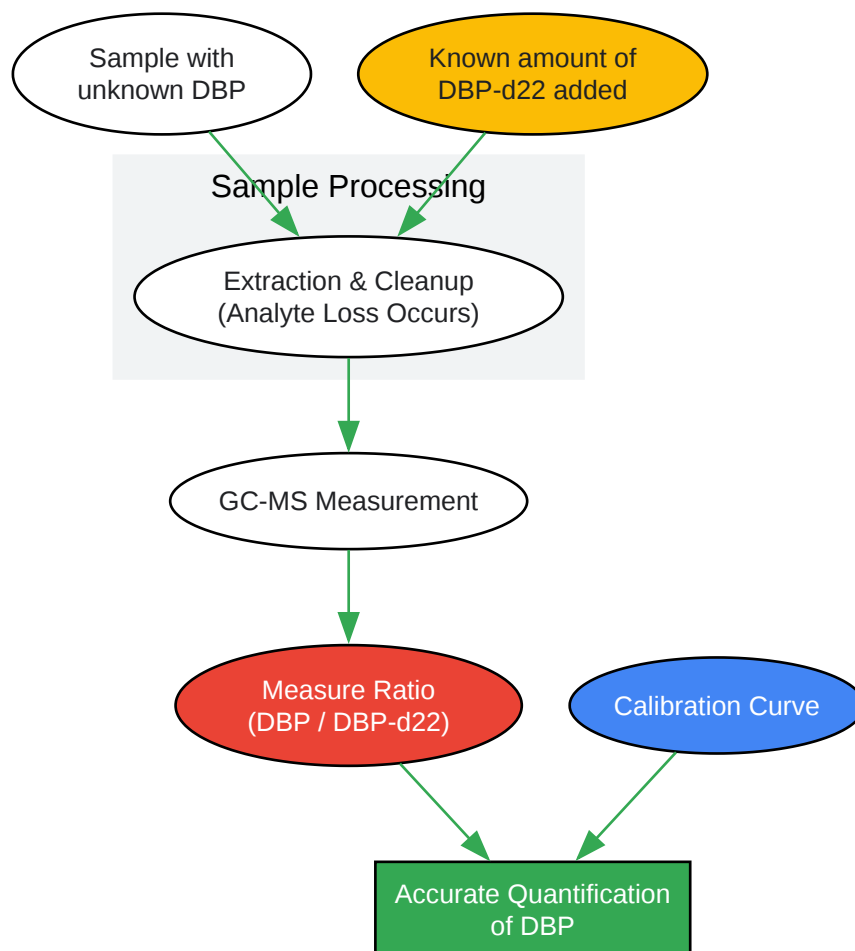 Sample with
unknown DBP
Known amount of
DBP-d22 added
Sample Processing
Extraction & Cleanup
(Analyte Loss Occurs)
GC-MS Measurement
Measure Ratio
(DBP / DBP-d22)
Calibration Curve
Accurate Quantification
of DBP